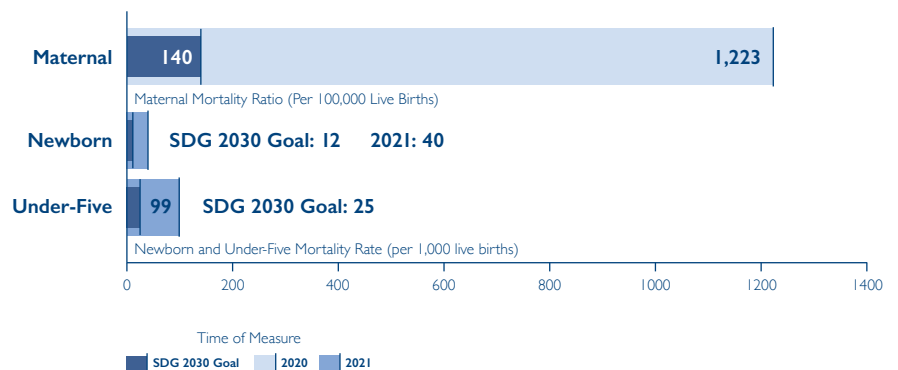 Maternal 140 1,223
Maternal Mortality Ratio (Per 100,000 Live Births)
Newborn SDG 2030 Goal: 12 2021: 40
Under-Five 99 SDG 2030 Goal: 25
Newborn and Under-Five Mortality Rate (per 1,000 live births)
0 200 400 600 800 1000 1200 1400
Time of Measure
SDG 2030 Goal 2020 2021